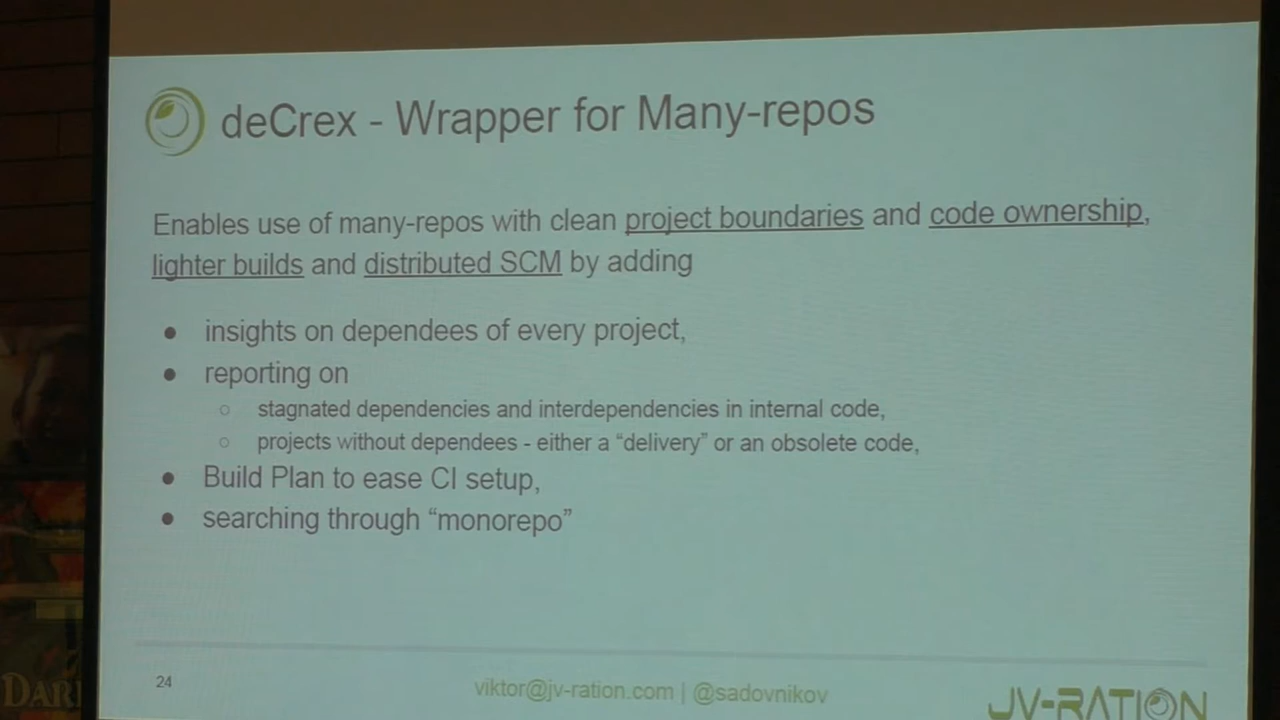 deCrex - Wrapper for Many-repos
Enables use of many-repos with clean project boundaries and code ownership,
lighter builds and distributed SCM by adding
● insights on dependees of every project,
● reporting on
○ stagnated dependencies and interdependencies in internal code,
○ projects without dependees - either a “delivery” or an obsolete code,
● Build Plan to ease CI setup,
● searching through “monorepo”
24
viktor@jv-ration.com | @sadovnikov
JV-RATION